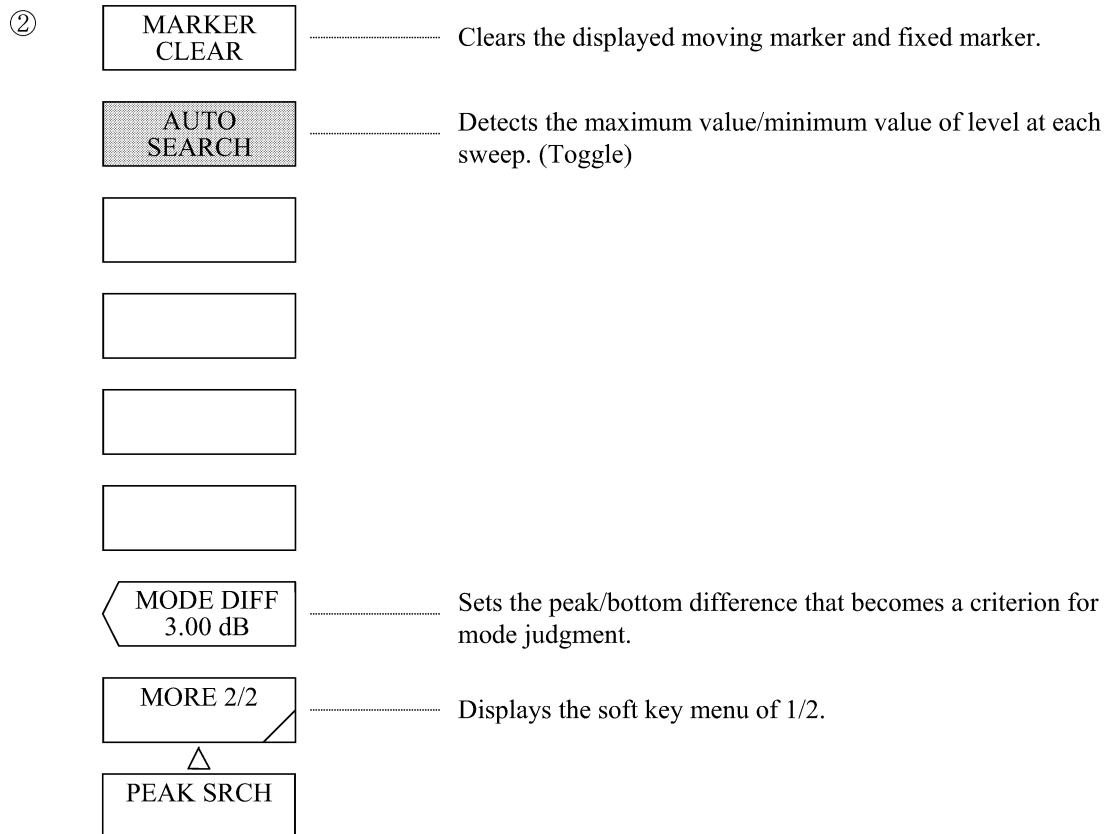 ②
MARKER
CLEAR
Clears the displayed moving marker and fixed marker.
AUTO
SEARCH
Detects the maximum value/minimum value of level at each
sweep. (Toggle)
MODE DIFF
3.00 dB
Sets the peak/bottom difference that becomes a criterion for
mode judgment.
MORE 2/2
Displays the soft key menu of 1/2.
PEAK SRCH